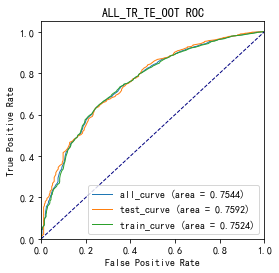 ALL_TR_TE_OOT ROC
1.0
0.8
0.6
0.4
0.2
0.0
True Positive Rate
all_curve (area = 0.7544)
test_curve (area = 0.7592)
train_curve (area = 0.7524)
0.0 0.2 0.4 0.6 0.8 1.0
False Positive Rate